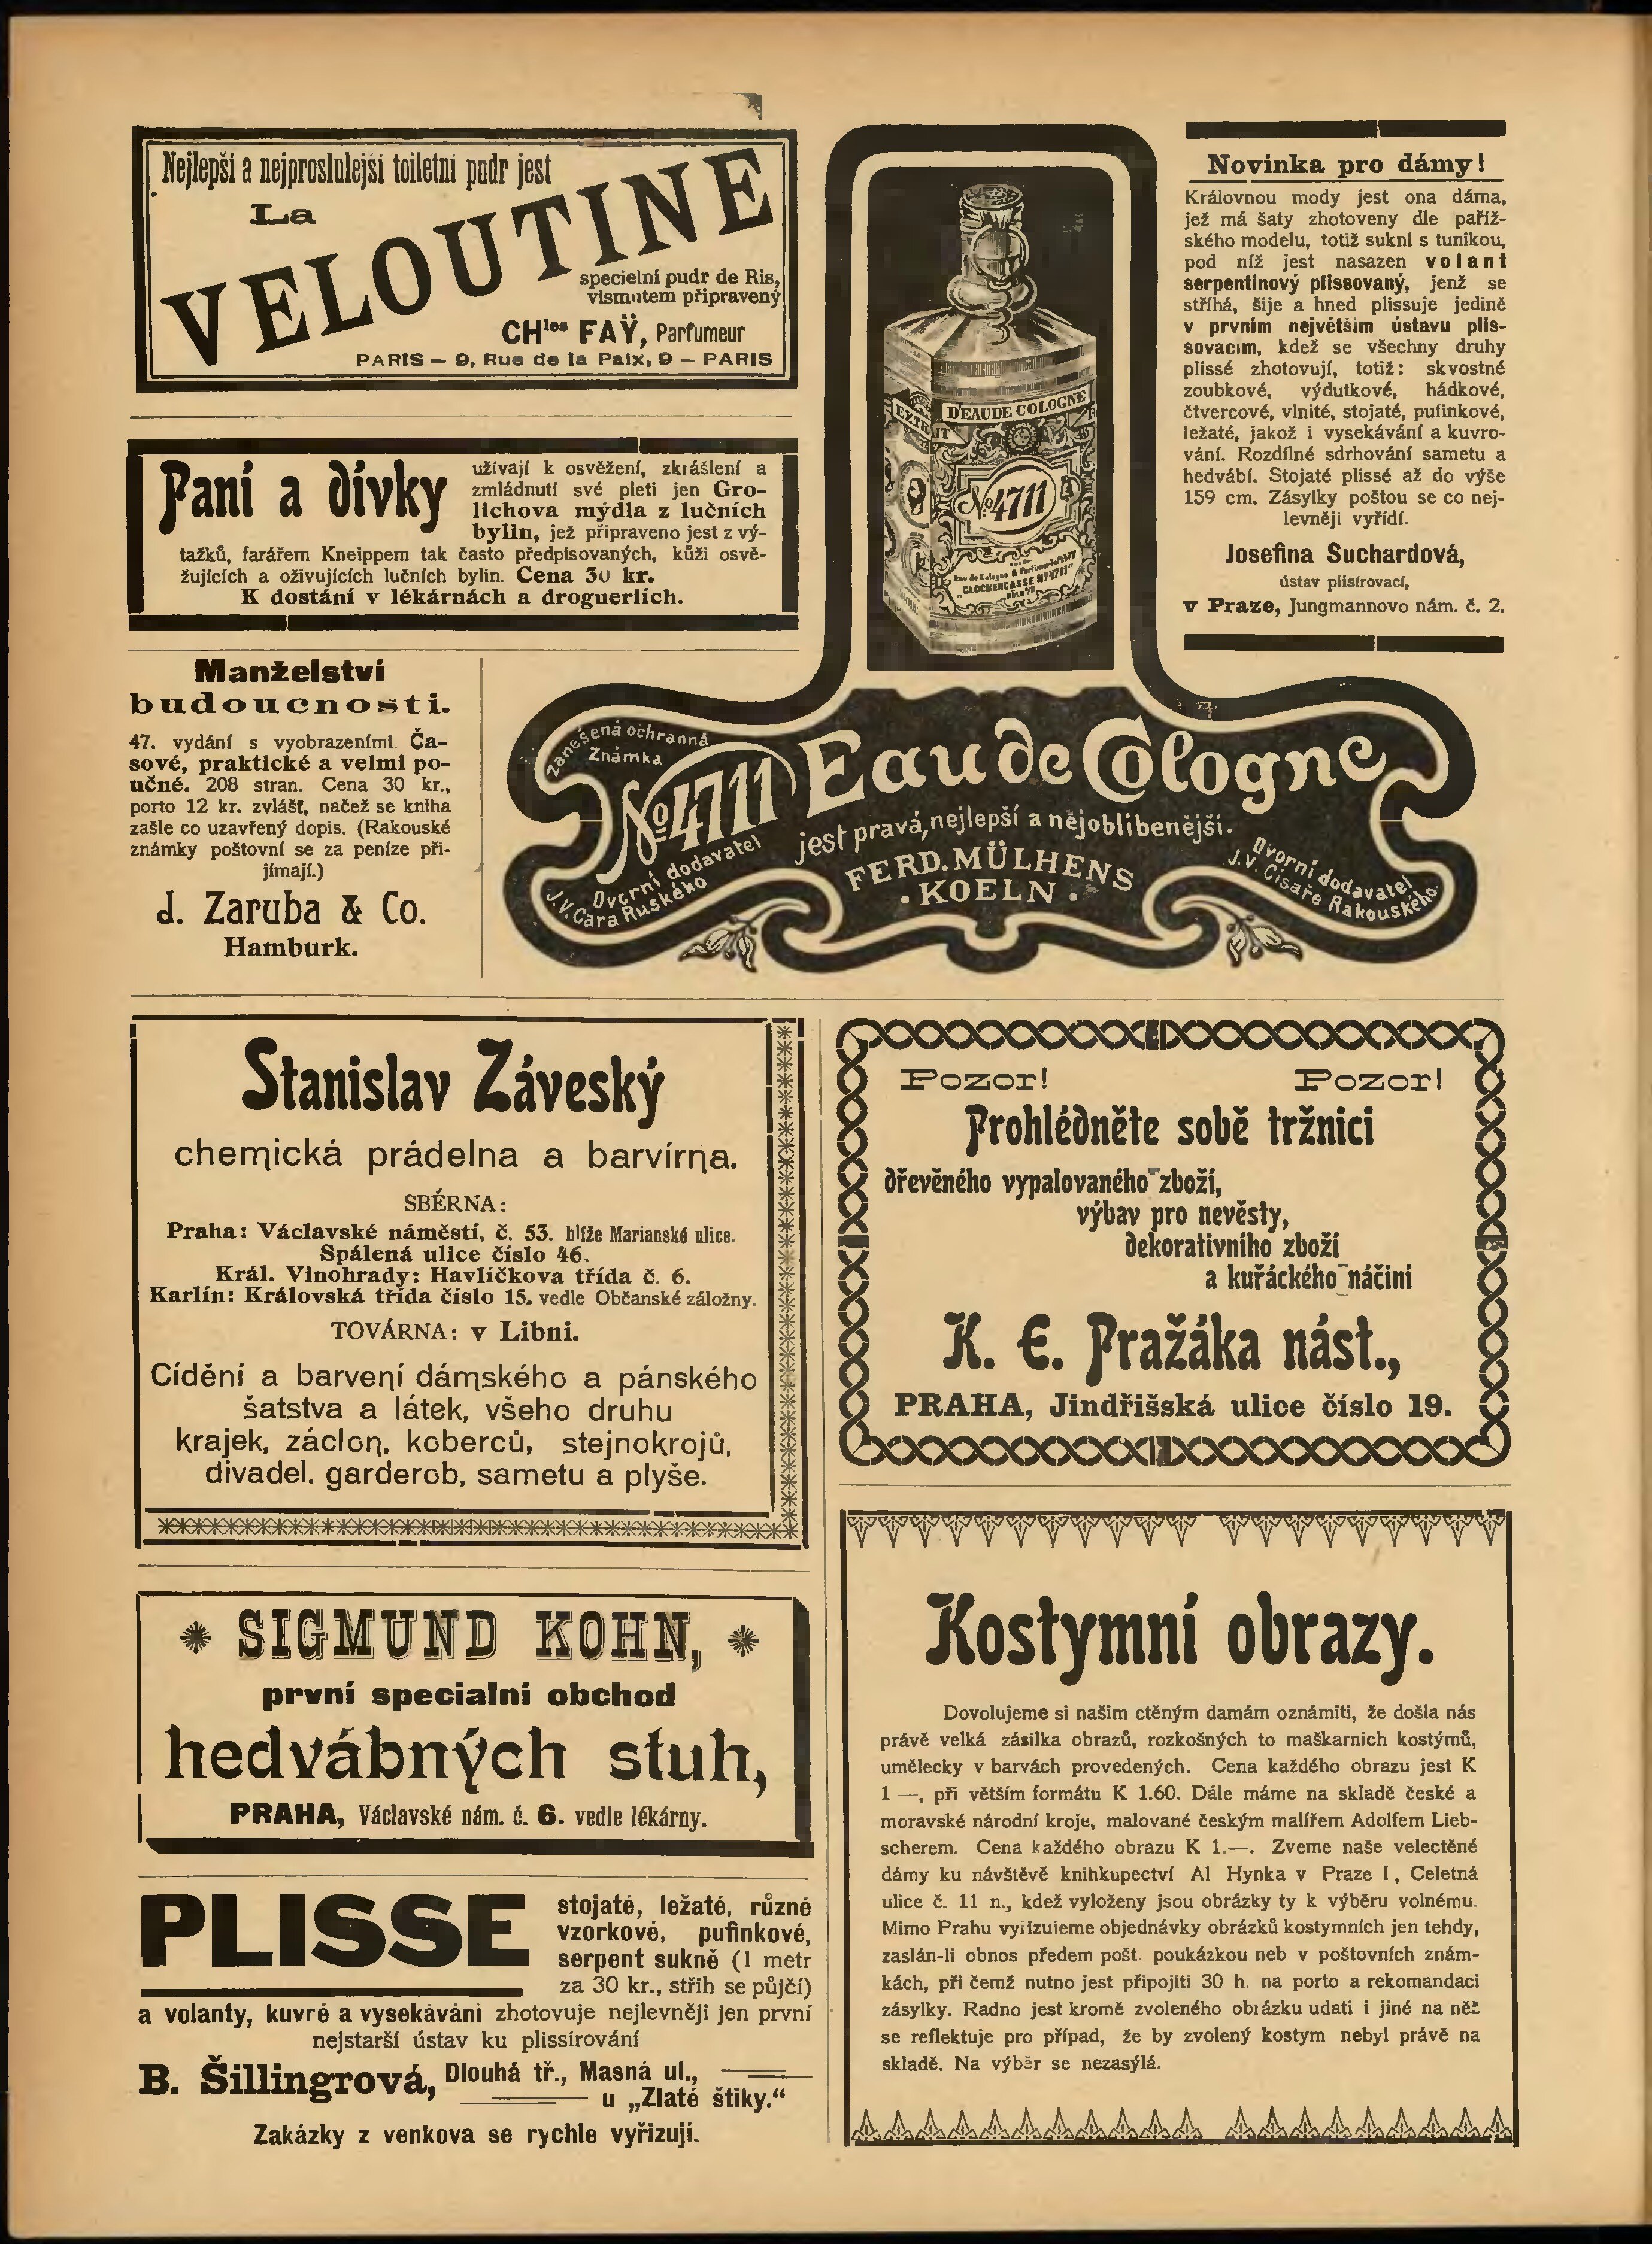 Nejlepší a nejproslulejší toiletní pudr jest
La
VELOUTINE
specielní pudr de Ris,
vismutem připravený
CHles FAŸ, Parfumeur
PARIS — 9, Rue de la Paix, 9 — PARIS
Paní a dívky
užívají k osvěžení, zkrášlení a
zmládnutí své pleti jen Gro-
lichova mýdla z lučních
bylin, jež připraveno jest z vý-
tažků, farářem Kneippem tak často předpisovaných, kůži osvě-
žujících a oživujících lučních bylin. Cena 30 kr.
K dostání v lékárnách a drogueriích.
Manželství
budoucnosti.
47. vydání s vyobrazeními. Ča-
sové, praktické a velmi po-
učné. 208 stran. Cena 30 kr.,
porto 12 kr. zvlášť, načež se kniha
zašle co uzavřený dopis. (Rakouské
známky poštovní se za peníze při-
jímají.)
J. Zaruba & Co.
Hamburk.
EXTRAIT
D'EAU DE COLOGNE
No 4711
Eau de Cologne & Parfümerie Fabrik
"GLOCKENGASSE No 4711"
KÖLN
Zanešená ochranná
Známka
No 4711 Eau de Cologne
jest pravá, nejlepší a nejoblibenější.
FERD. MÜLHENS
. KOELN .
Dvorní dodavatel
J. V. Cara Ruského
Dvorní dodavatel
J. V. Císaře Rakouského.
Novinka pro dámy!
Královnou mody jest ona dáma,
jež má šaty zhotoveny dle paříž-
ského modelu, totiž sukni s tunikou,
pod níž jest nasazen volant
serpentinový plissovaný, jenž se
stříhá, šije a hned plissuje jedině
v prvním největším ústavu plis-
sovacím, kdež se všechny druhy
plissé zhotovují, totiž: skvostné
zoubkové, výdutkové, hádkové,
čtvercové, vlnité, stojaté, pufinkové,
ležaté, jakož i vysekávání a kuvro-
vání. Rozdílné sdrhování sametu a
hedvábí. Stojaté plissé až do výše
159 cm. Zásylky poštou se co nej-
levněji vyřídí.
Josefina Suchardová,
ústav plisírovací,
v Praze, Jungmannovo nám. č. 2.
Stanislav Záveský
chemická prádelna a barvírna.
SBĚRNA:
Praha: Václavské náměstí, č. 53. blíže Marianské ulice.
Spálená ulice číslo 46.
Král. Vinohrady: Havlíčkova třída č. 6.
Karlín: Královská třída číslo 15. vedle Občanské záložny.
TOVÁRNA: v Libni.
Cídění a barvení dámského a pánského
šatstva a látek, všeho druhu
krajek, záclon, koberců, stejnokrojů,
divadel. garderob, sametu a plyše.
Pozor! Pozor!
Prohlédněte sobě tržnici
dřevěného vypalovaného zboží,
výbav pro nevěsty,
dekorativního zboží
a kuřáckého náčiní
K. E. Pražáka nást.,
PRAHA, Jindřišská ulice číslo 19.
SIGMUND KOHN,
první specialní obchod
hedvábných stuh,
PRAHA, Václavské nám. č. 6. vedle lékárny.
PLISSE
stojaté, ležaté, různé
vzorkové, pufinkové,
serpent sukně (1 metr
za 30 kr., střih se půjčí)
a volanty, kuvré a vysekávání zhotovuje nejlevněji jen první
nejstarší ústav ku plissírování
B. Šillingrová, Dlouhá tř., Masná ul.,
u „Zlaté štiky.“
Zakázky z venkova se rychle vyřizují.
Kostymní obrazy.
Dovolujeme si našim ctěným damám oznámiti, že došla nás
právě velká zásilka obrazů, rozkošných to maškarních kostýmů,
umělecky v barvách provedených. Cena každého obrazu jest K
1 —, při větším formátu K 1.60. Dále máme na skladě české a
moravské národní kroje, malované českým malířem Adolfem Lieb-
scherem. Cena každého obrazu K 1.—. Zveme naše velectěné
dámy ku návštěvě knihkupectví Al Hynka v Praze I, Celetná
ulice č. 11 n., kdež vyloženy jsou obrázky ty k výběru volnému.
Mimo Prahu vyřizujeme objednávky obrázků kostymních jen tehdy,
zaslán-li obnos předem pošt. poukázkou neb v poštovních znám-
kách, při čemž nutno jest připojiti 30 h. na porto a rekomandaci
zásylky. Radno jest kromě zvoleného obrázku udati i jiné na něž
se reflektuje pro případ, že by zvolený kostym nebyl právě na
skladě. Na výběr se nezasýlá.